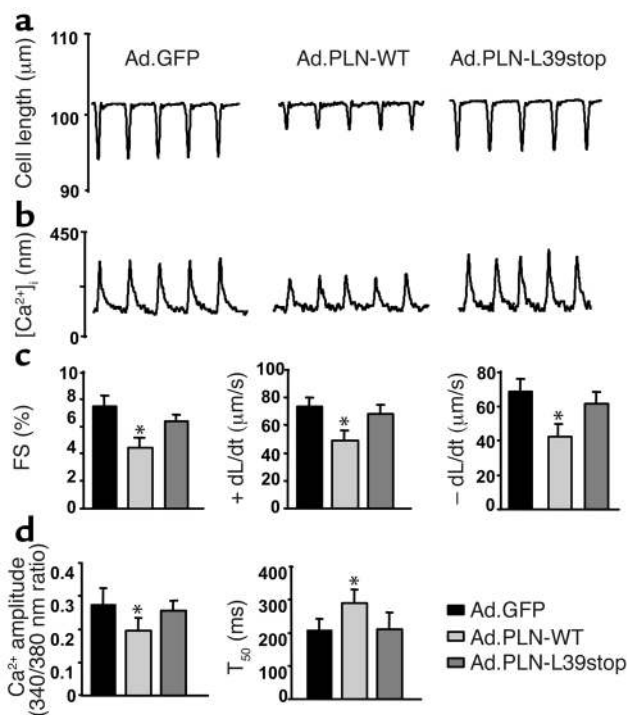 a
110
100
90
Cell length (μm)
Ad.GFP
Ad.PLN-WT
Ad.PLN-L39stop
b
450
0
[Ca²⁺]ᵢ (nm)
c
FS (%)
8
6
4
2
0
*
+ dL/dt (μm/s)
100
80
60
40
20
0
*
– dL/dt (μm/s)
80
60
40
20
0
*
d
Ca²⁺ amplitude
(340/380 nm ratio)
0.4
0.3
0.2
0.1
0
*
T₅₀ (ms)
400
300
200
100
0
*
Ad.GFP
Ad.PLN-WT
Ad.PLN-L39stop